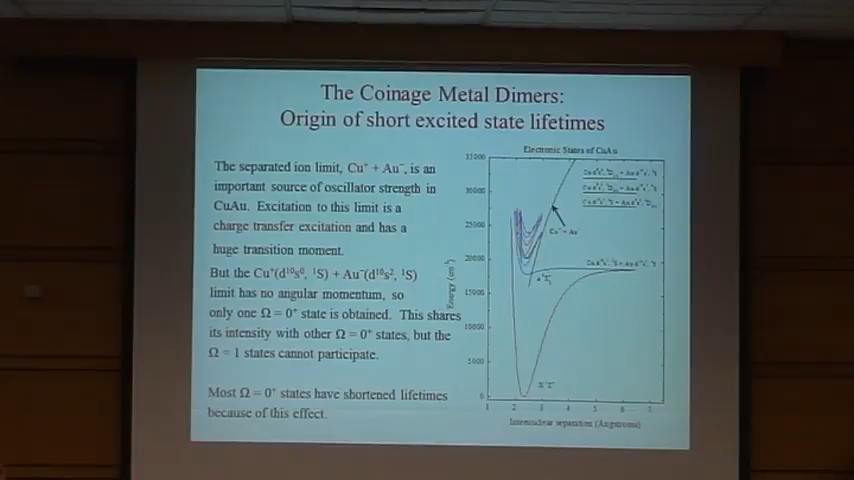 The Coinage Metal Dimers:
Origin of short excited state lifetimes
The separated ion limit, Cu⁺ + Au⁻, is an
important source of oscillator strength in
CuAu. Excitation to this limit is a
charge transfer excitation and has a
huge transition moment.
But the Cu⁺(d¹⁰s⁰, ¹S) + Au⁻(d¹⁰s², ¹S)
limit has no angular momentum, so
only one Ω = 0⁺ state is obtained. This shares
its intensity with other Ω = 0⁺ states, but the
Ω = 1 states cannot participate.
Most Ω = 0⁺ states have shortened lifetimes
because of this effect.
Electronic States of CuAu
35000
30000
25000
20000
15000
10000
5000
0
Energy (cm⁻¹)
Cu⁺ + Au⁻
1 2 3 4 5 6 7
Internuclear separation (Angstroms)